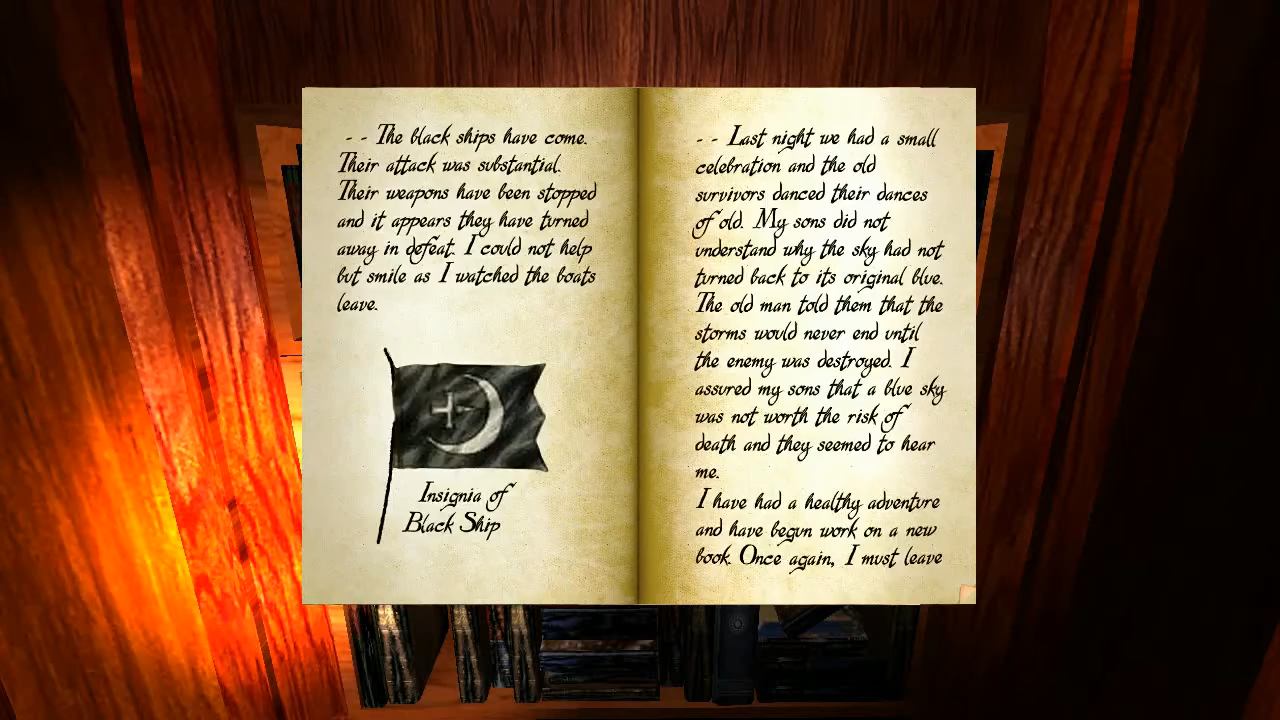 - - The black ships have come.
Their attack was substantial.
Their weapons have been stopped
and it appears they have turned
away in defeat. I could not help
but smile as I watched the boats
leave.
Insignia of
Black Ship
- - Last night we had a small
celebration and the old
survivors danced their dances
of old. My sons did not
understand why the sky had not
turned back to its original blue.
The old man told them that the
storms would never end until
the enemy was destroyed. I
assured my sons that a blue sky
was not worth the risk of
death and they seemed to hear
me.
I have had a healthy adventure
and have begun work on a new
book. Once again, I must leave